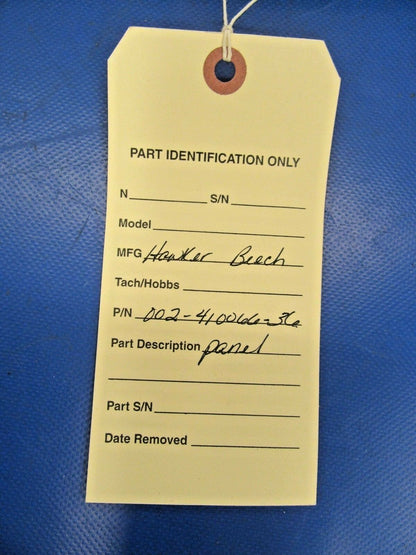 PART IDENTIFICATION ONLY
N S/N
Model
MFG Hawker Beech
Tach/Hobbs
P/N 002-410066-36
Part Description panel
Part S/N
Date Removed